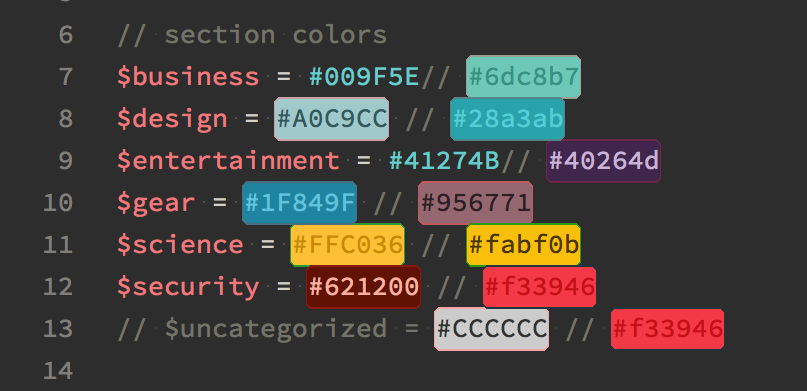 6 // section colors
7 $business = #009F5E// #6dc8b7
8 $design = #A0C9CC // #28a3ab
9 $entertainment = #41274B// #40264d
10 $gear = #1F849F // #956771
11 $science = #FFC036 // #fabf0b
12 $security = #621200 // #f33946
13 // $uncategorized = #CCCCCC // #f33946
14